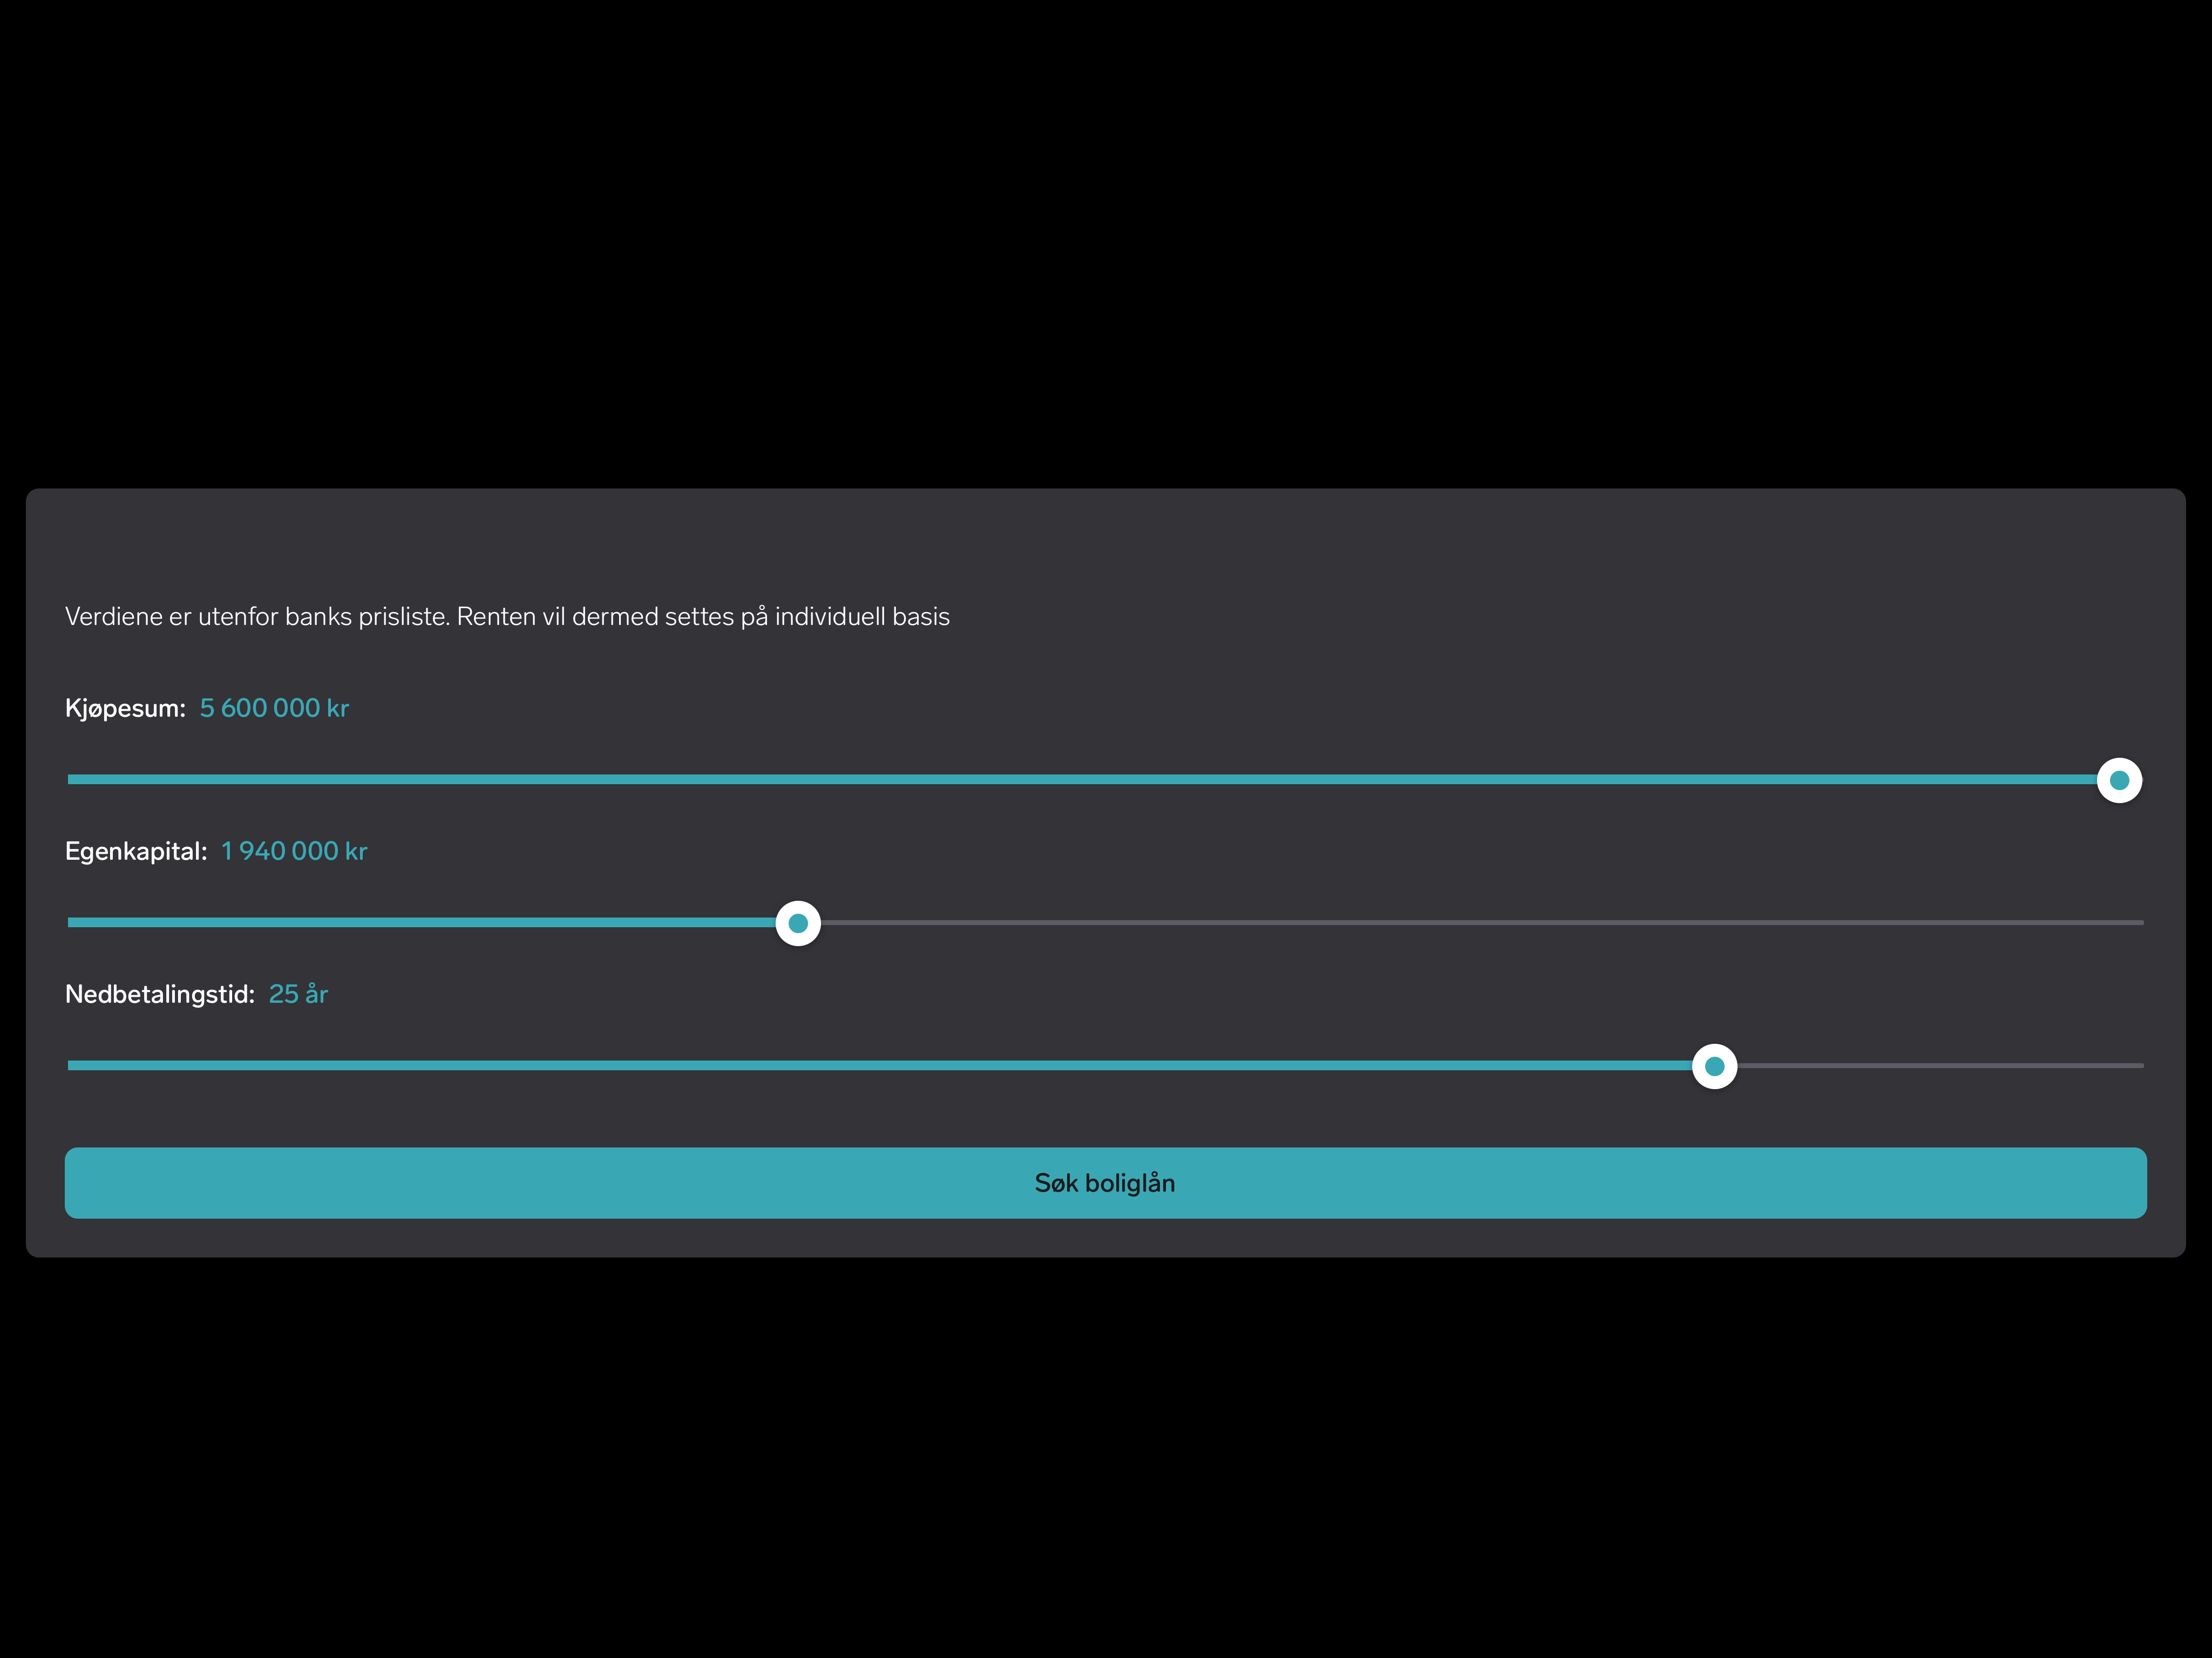 Verdiene er utenfor banks prisliste. Renten vil dermed settes på individuell basis
Kjøpesum: 5 600 000 kr
Egenkapital: 1 940 000 kr
Nedbetalingstid: 25 år
Søk boliglån